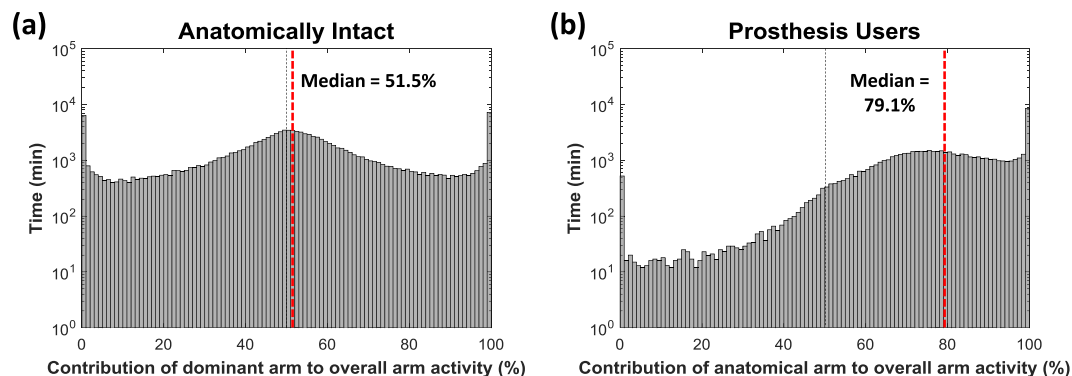 (a)
Anatomically Intact
Median = 51.5%
10^5
10^4
10^3
10^2
10^1
10^0
Time (min)
0 20 40 60 80 100
Contribution of dominant arm to overall arm activity (%)
(b)
Prosthesis Users
Median =
79.1%
10^5
10^4
10^3
10^2
10^1
10^0
Time (min)
0 20 40 60 80 100
Contribution of anatomical arm to overall arm activity (%)